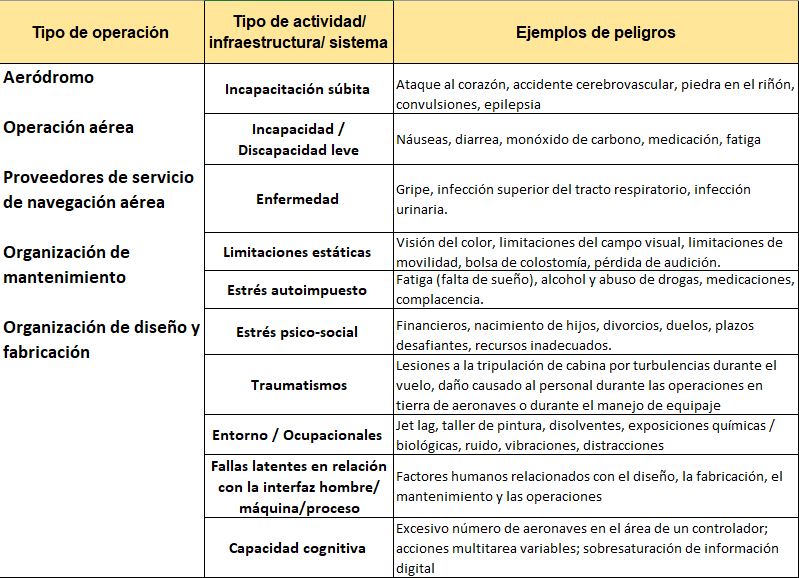 Tipo de operación
Tipo de actividad/
infraestructura/ sistema
Ejemplos de peligros
Aeródromo
Operación aérea
Proveedores de servicio
de navegación aérea
Organización de
mantenimiento
Organización de diseño y
fabricación
Incapacitación súbita
Ataque al corazón, accidente cerebrovascular, piedra en el riñón,
convulsiones, epilepsia
Incapacidad /
Discapacidad leve
Náuseas, diarrea, monóxido de carbono, medicación, fatiga
Enfermedad
Gripe, infección superior del tracto respiratorio, infección
urinaria.
Limitaciones estáticas
Visión del color, limitaciones del campo visual, limitaciones de
movilidad, bolsa de colostomía, pérdida de audición.
Estrés autoimpuesto
Fatiga (falta de sueño), alcohol y abuso de drogas, medicaciones,
complacencia.
Estrés psico-social
Financieros, nacimiento de hijos, divorcios, duelos, plazos
desafiantes, recursos inadecuados.
Traumatismos
Lesiones a la tripulación de cabina por turbulencias durante el
vuelo, daño causado al personal durante las operaciones en
tierra de aeronaves o durante el manejo de equipaje
Entorno / Ocupacionales
Jet lag, taller de pintura, disolventes, exposiciones químicas /
biológicas, ruido, vibraciones, distracciones
Fallas latentes en relación
con la interfaz hombre/
máquina/proceso
Factores humanos relacionados con el diseño, la fabricación, el
mantenimiento y las operaciones
Capacidad cognitiva
Excesivo número de aeronaves en el área de un controlador;
acciones multitarea variables; sobresaturación de información
digital